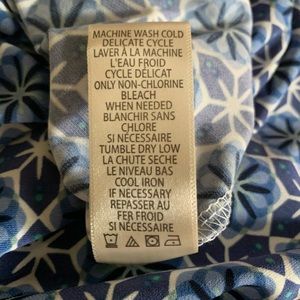 MACHINE WASH COLD
DELICATE CYCLE
LAVER À LA MACHINE
L'EAU FROID
CYCLE DÉLICAT
ONLY NON-CHLORINE
BLEACH
WHEN NEEDED
BLANCHIR SANS
CHLORE
SI NÉCESSAIRE
TUMBLE DRY LOW
LA CHUTE SECHE
LE NIVEAU BAS
COOL IRON
IF NECESSARY
REPASSER AU
FER FROID
SI NÉCESSAIRE